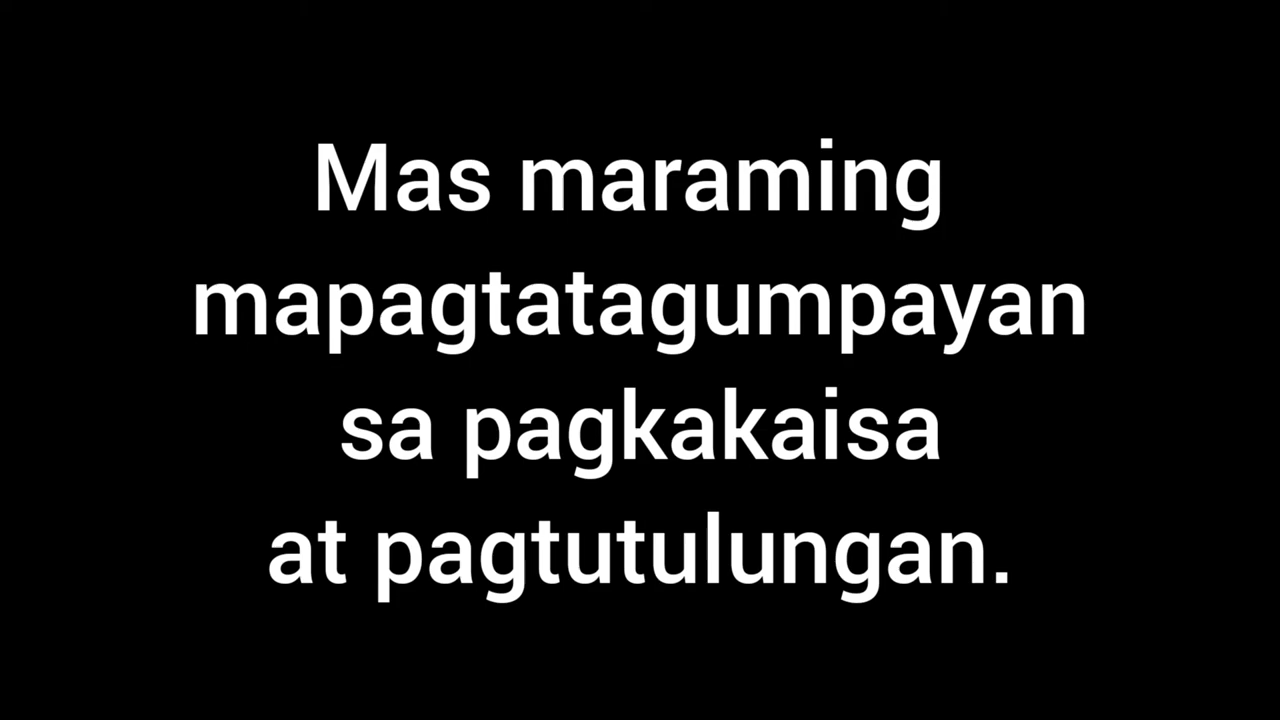 Mas maraming
mapagtatagumpayan
sa pagkakaisa
at pagtutulungan.